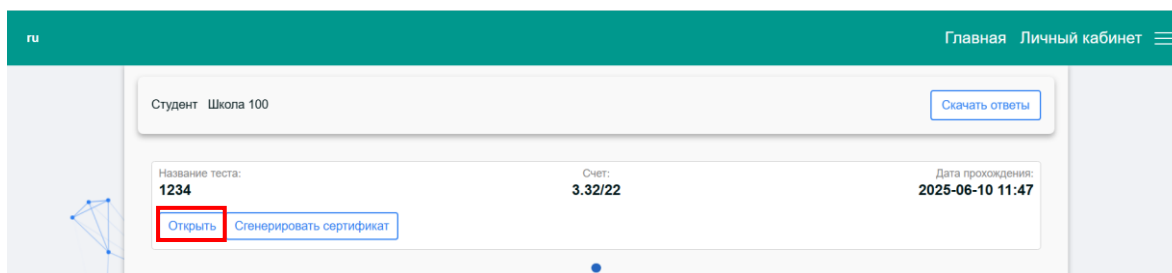 ru Главная Личный кабинет
Студент Школа 100 Скачать ответы
Название теста: Счет: Дата прохождения:
1234 3.32/22 2025-06-10 11:47
Открыть Сгенерировать сертификат